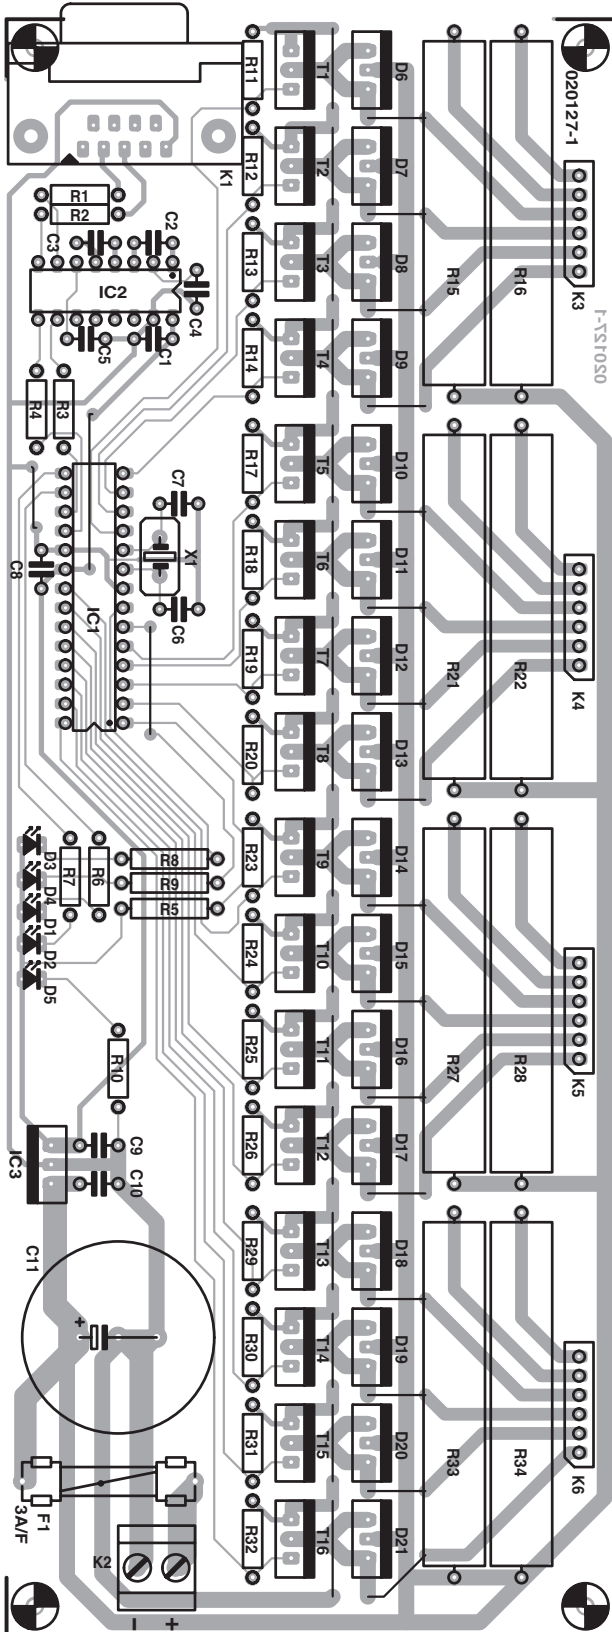 020127-1
K1
R11
T1
D6
R12
T2
D7
R13
T3
D8
R14
T4
D9
R15
R16
K3
020127-1
R1
R2
C3
C2
IC2
C4
C5
C1
R4
R3
C7
X1
C8
IC1
C6
R17
T5
D10
R18
T6
D11
R19
T7
D12
R20
T8
D13
R21
R22
K4
D3
D4
D1
D2
D5
R7
R6
R8
R9
R5
R10
R23
T9
D14
R24
T10
D15
R25
T11
D16
R26
T12
D17
R27
R28
K5
IC3
C9
C10
C11
+
R29
T13
D18
R30
T14
D19
R31
T15
D20
R32
T16
D21
R33
R34
K6
F1
3A/F
K2
- +